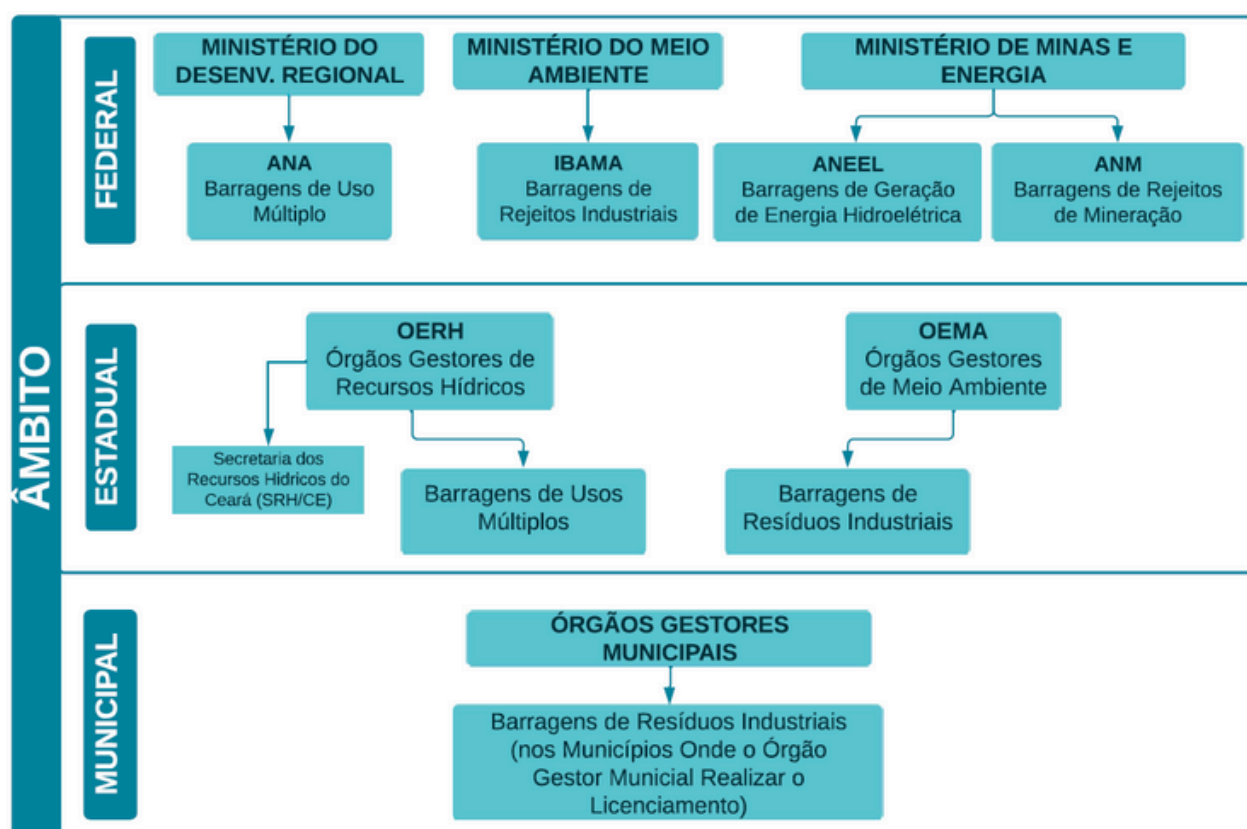 ÂMBITO
FEDERAL
MINISTÉRIO DO
DESENV. REGIONAL
MINISTÉRIO DO MEIO
AMBIENTE
MINISTÉRIO DE MINAS E
ENERGIA
ANA
Barragens de Uso
Múltiplo
IBAMA
Barragens de
Rejeitos Industriais
ANEEL
Barragens de Geração
de Energia Hidroelétrica
ANM
Barragens de Rejeitos
de Mineração
ESTADUAL
OERH
Órgãos Gestores de
Recursos Hídricos
OEMA
Órgãos Gestores
de Meio Ambiente
Secretaria dos
Recursos Hidricos do
Ceará (SRH/CE)
Barragens de Usos
Múltiplos
Barragens de
Resíduos Industriais
MUNICIPAL
ÓRGÃOS GESTORES
MUNICIPAIS
Barragens de Resíduos Industriais
(nos Municípios Onde o Órgão
Gestor Municial Realizar o
Licenciamento)